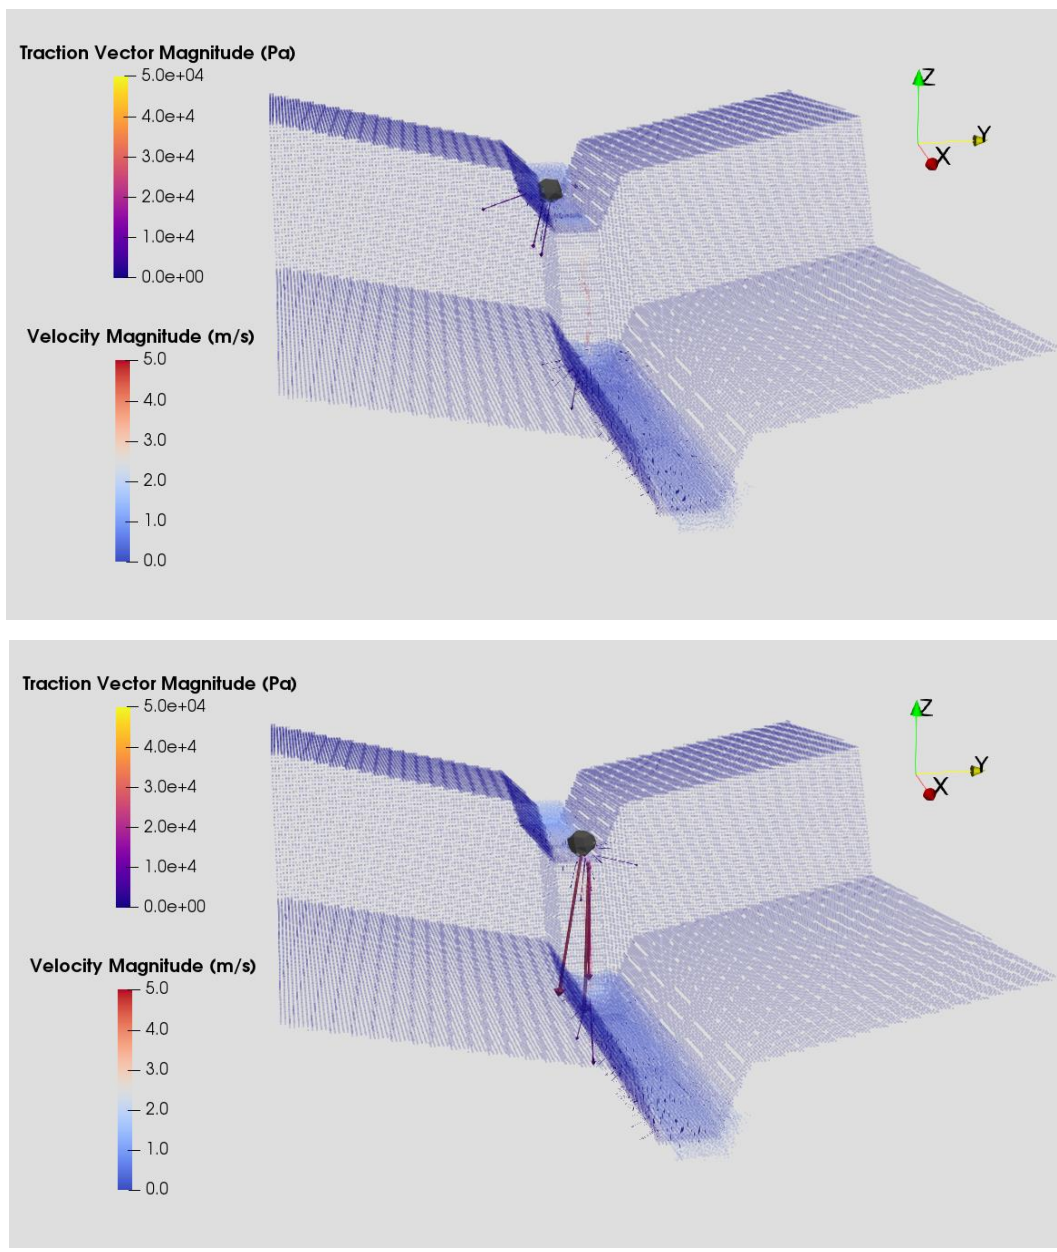 Traction Vector Magnitude (Pa)
5.0e+04
4.0e+4
3.0e+4
2.0e+4
1.0e+4
0.0e+00
Velocity Magnitude (m/s)
5.0
4.0
3.0
2.0
1.0
0.0
Z
Y
X
Traction Vector Magnitude (Pa)
5.0e+04
4.0e+4
3.0e+4
2.0e+4
1.0e+4
0.0e+00
Velocity Magnitude (m/s)
5.0
4.0
3.0
2.0
1.0
0.0
Z
Y
X